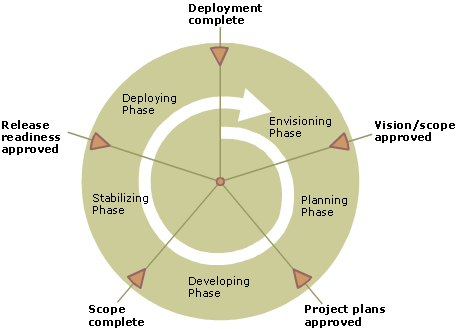 Deployment
complete
Deploying
Phase
Envisioning
Phase
Release
readiness
approved
Vision/scope
approved
Stabilizing
Phase
Planning
Phase
Developing
Phase
Scope
complete
Project plans
approved